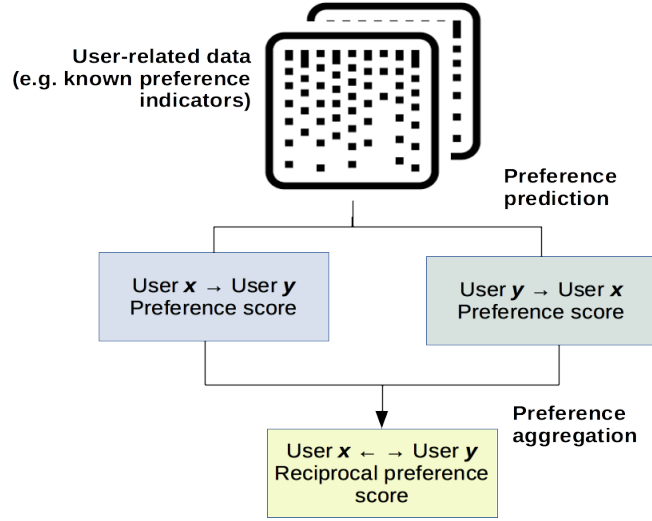 User-related data
(e.g. known preference
indicators)
Preference
prediction
User x → User y
Preference score
User y → User x
Preference score
Preference
aggregation
User x ← → User y
Reciprocal preference
score